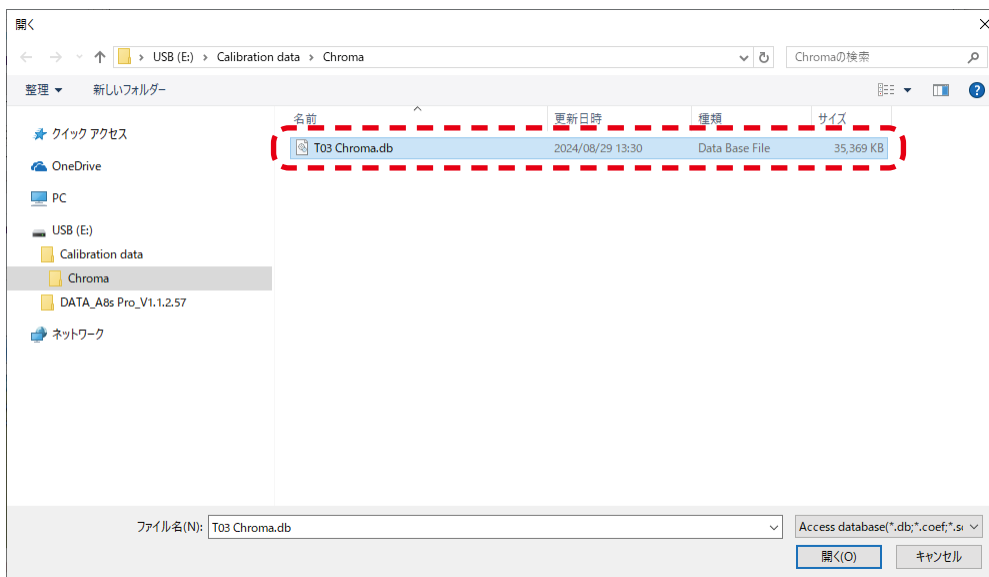 開く
USB (E:) › Calibration data › Chroma
Chromaの検索
整理 新しいフォルダー
名前 更新日時 種類 サイズ
T03 Chroma.db 2024/08/29 13:30 Data Base File 35,369 KB
クイック アクセス
OneDrive
PC
USB (E:)
Calibration data
Chroma
DATA_A8s Pro_V1.1.2.57
ネットワーク
ファイル名(N): T03 Chroma.db
Access database(*.db;*.coef;*.s
開く(O) キャンセル